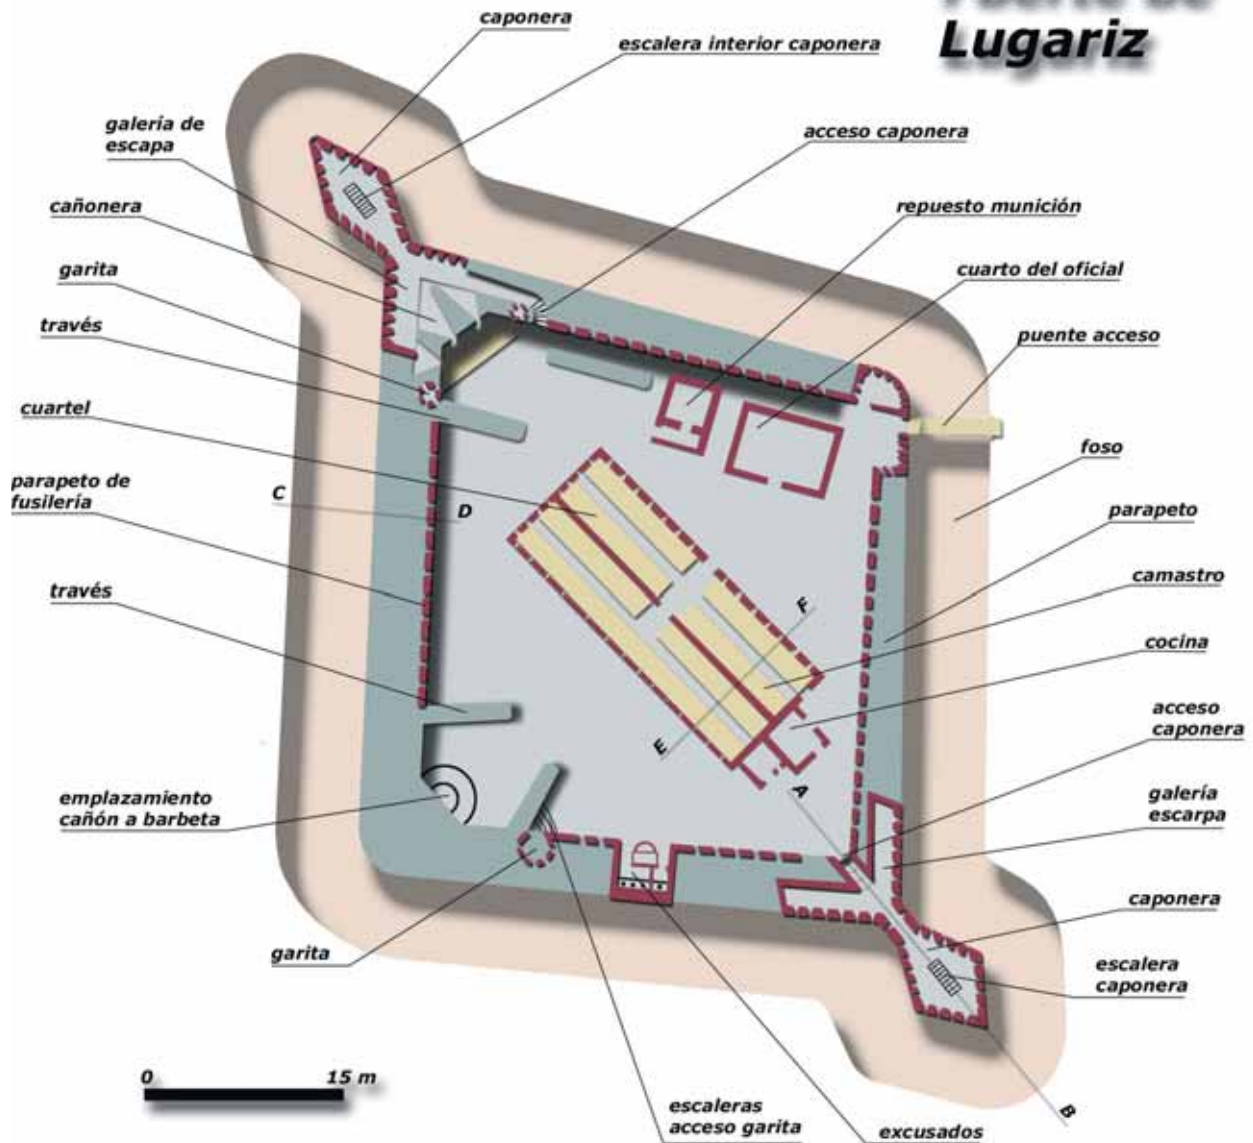 Lugariz
caponera
escalera interior caponera
galería de
escapa
acceso caponera
cañonera
repuesto munición
garita
cuarto del oficial
través
puente acceso
cuartel
foso
parapeto de
fusilería
C
D
parapeto
través
camastro
F
cocina
E
acceso
caponera
A
emplazamiento
cañón a barbeta
galería
escarpa
caponera
garita
escalera
caponera
0 15 m
B
escaleras
acceso garita
excusados